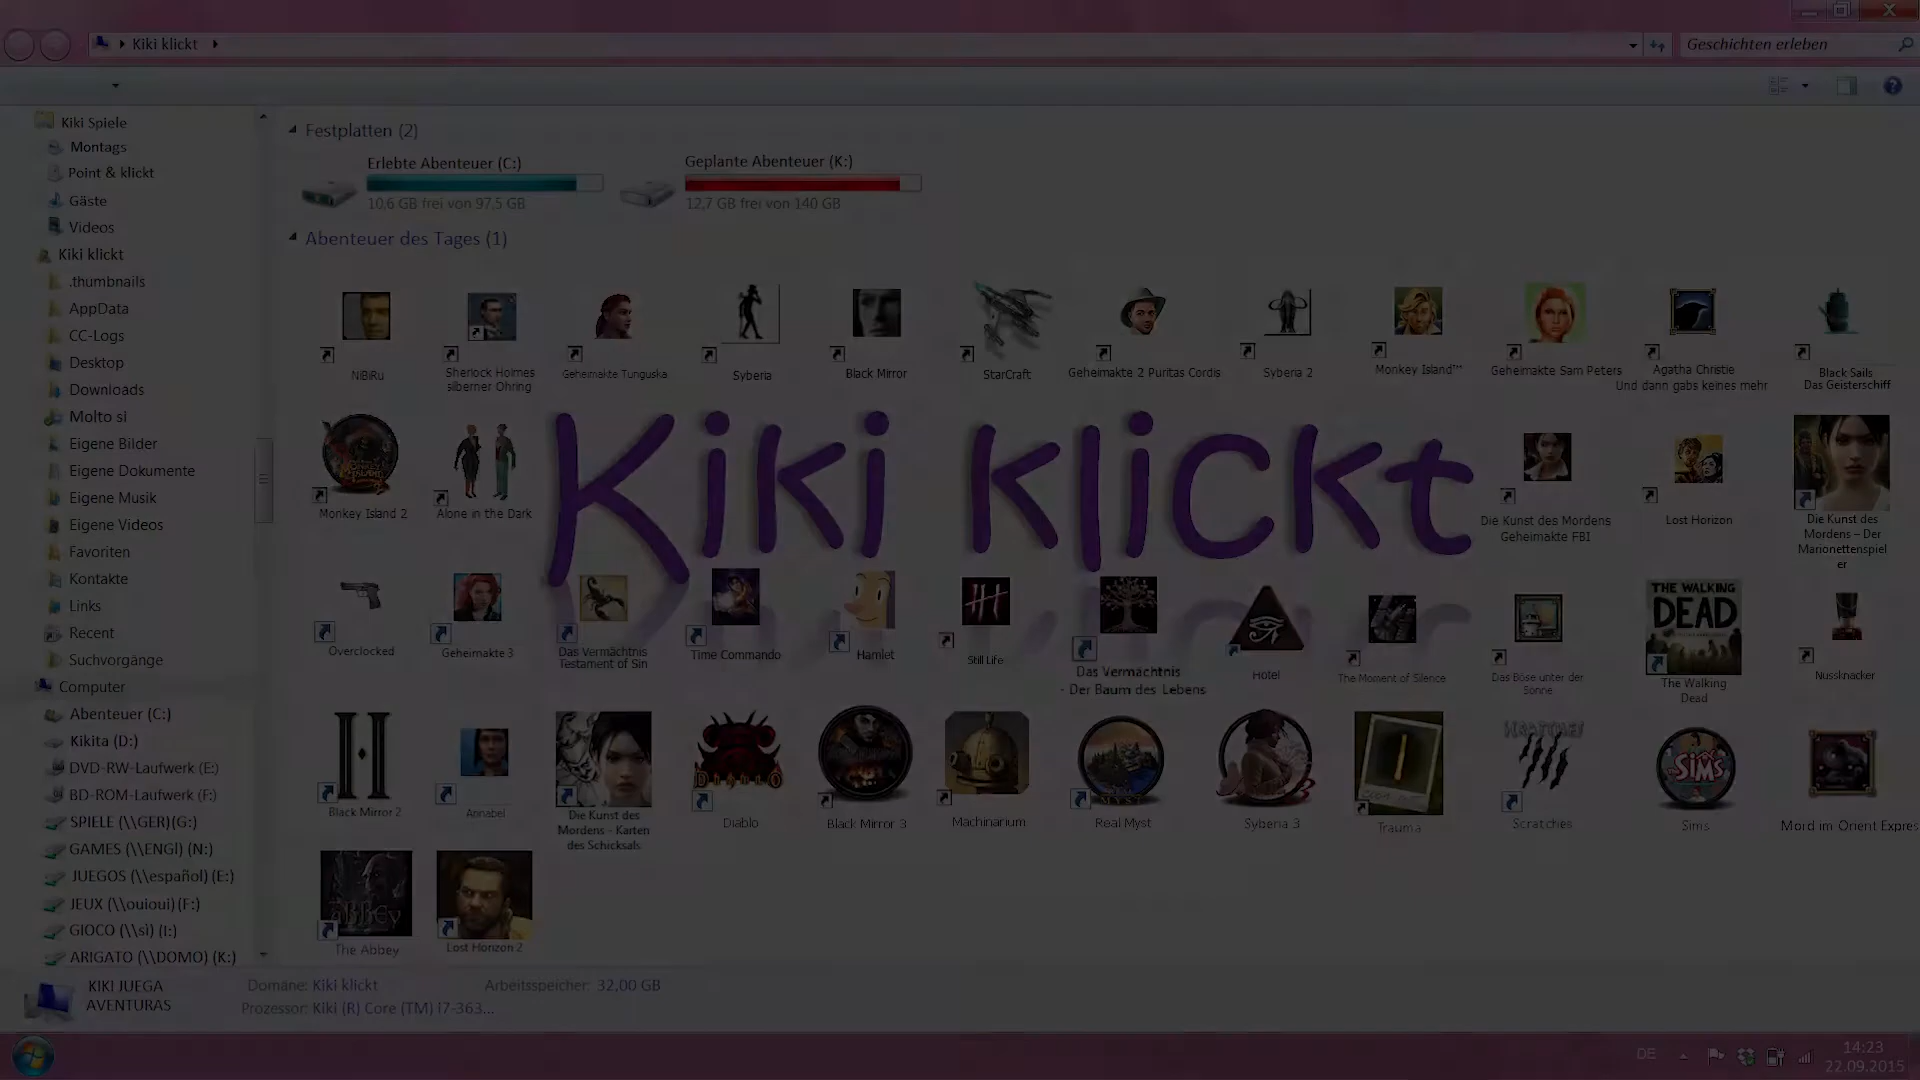 Kiki klickt
Geschichten erleben
Kiki Spiele
Montags
Point & klickt
Gäste
Videos
Kiki klickt
.thumbnails
AppData
CC-Logs
Desktop
Downloads
Molto si
Eigene Bilder
Eigene Dokumente
Eigene Musik
Eigene Videos
Favoriten
Kontakte
Links
Recent
Suchvorgänge
Computer
Abenteuer (C:)
Kikita (D:)
DVD-RW-Laufwerk (E:)
BD-ROM-Laufwerk (F:)
SPIELE (\\GER)(G:)
GAMES (\\ENGl) (N:)
JUEGOS (\\español) (E:)
JEUX (\\ouioui)(F:)
GIOCO (\\sì) (I:)
ARIGATO (\\DOMO) (K:)
Festplatten (2)
Erlebte Abenteuer (C:)
10,6 GB frei von 97,5 GB
Geplante Abenteuer (K:)
12,7 GB frei von 140 GB
Abenteuer des Tages (1)
NiBiRu
Sherlock Holmes
silberner Ohring
Geheimakte Tunguska
Syberia
Black Mirror
StarCraft
Geheimakte 2 Puritas Cordis
Syberia 2
Monkey Island™
Geheimakte Sam Peters
Agatha Christie
Und dann gabs keines mehr
Black Sails
Das Geisterschiff
Monkey Island 2
Alone in the Dark
Kiki klickt
Die Kunst des Mordens
Geheimakte FBI
Lost Horizon
Die Kunst des
Mordens – Der
Marionettenspiel
er
Overclocked
Geheimakte 3
Das Vermächtnis
Testament of Sin
Time Commando
Hamlet
Still Life
Das Vermächtnis
- Der Baum des Lebens
Hotel
The Moment of Silence
Das Böse unter der
Sonne
THE WALKING
DEAD
The Walking
Dead
Nussknacker
Black Mirror 2
Annabel
Die Kunst des
Mordens - Karten
des Schicksals
DIABLO
Diablo
Black Mirror 3
Machinarium
MYST
Real Myst
Syberia 3
Trauma
SCRATCHES
Scratches
The SIMS
Sims
Mord im Orient Expres
ABBEY
The Abbey
Lost Horizon 2
KIKI JUEGA
AVENTURAS
Domäne: Kiki klickt
Arbeitsspeicher: 32,00 GB
Prozessor: Kiki (R) Core (TM) i7-363...
DE
14:23
22.09.2015